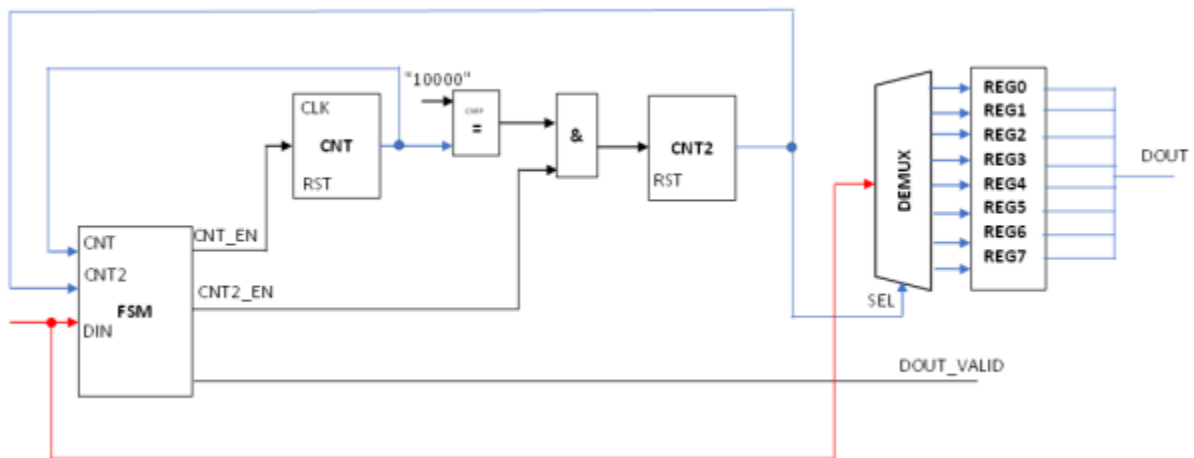 "10000"
CLK
CNT
RST
CMP
=
&
CNT2
RST
DEMUX
SEL
REG0
REG1
REG2
REG3
REG4
REG5
REG6
REG7
DOUT
CNT
CNT2
FSM
DIN
CNT_EN
CNT2_EN
DOUT_VALID